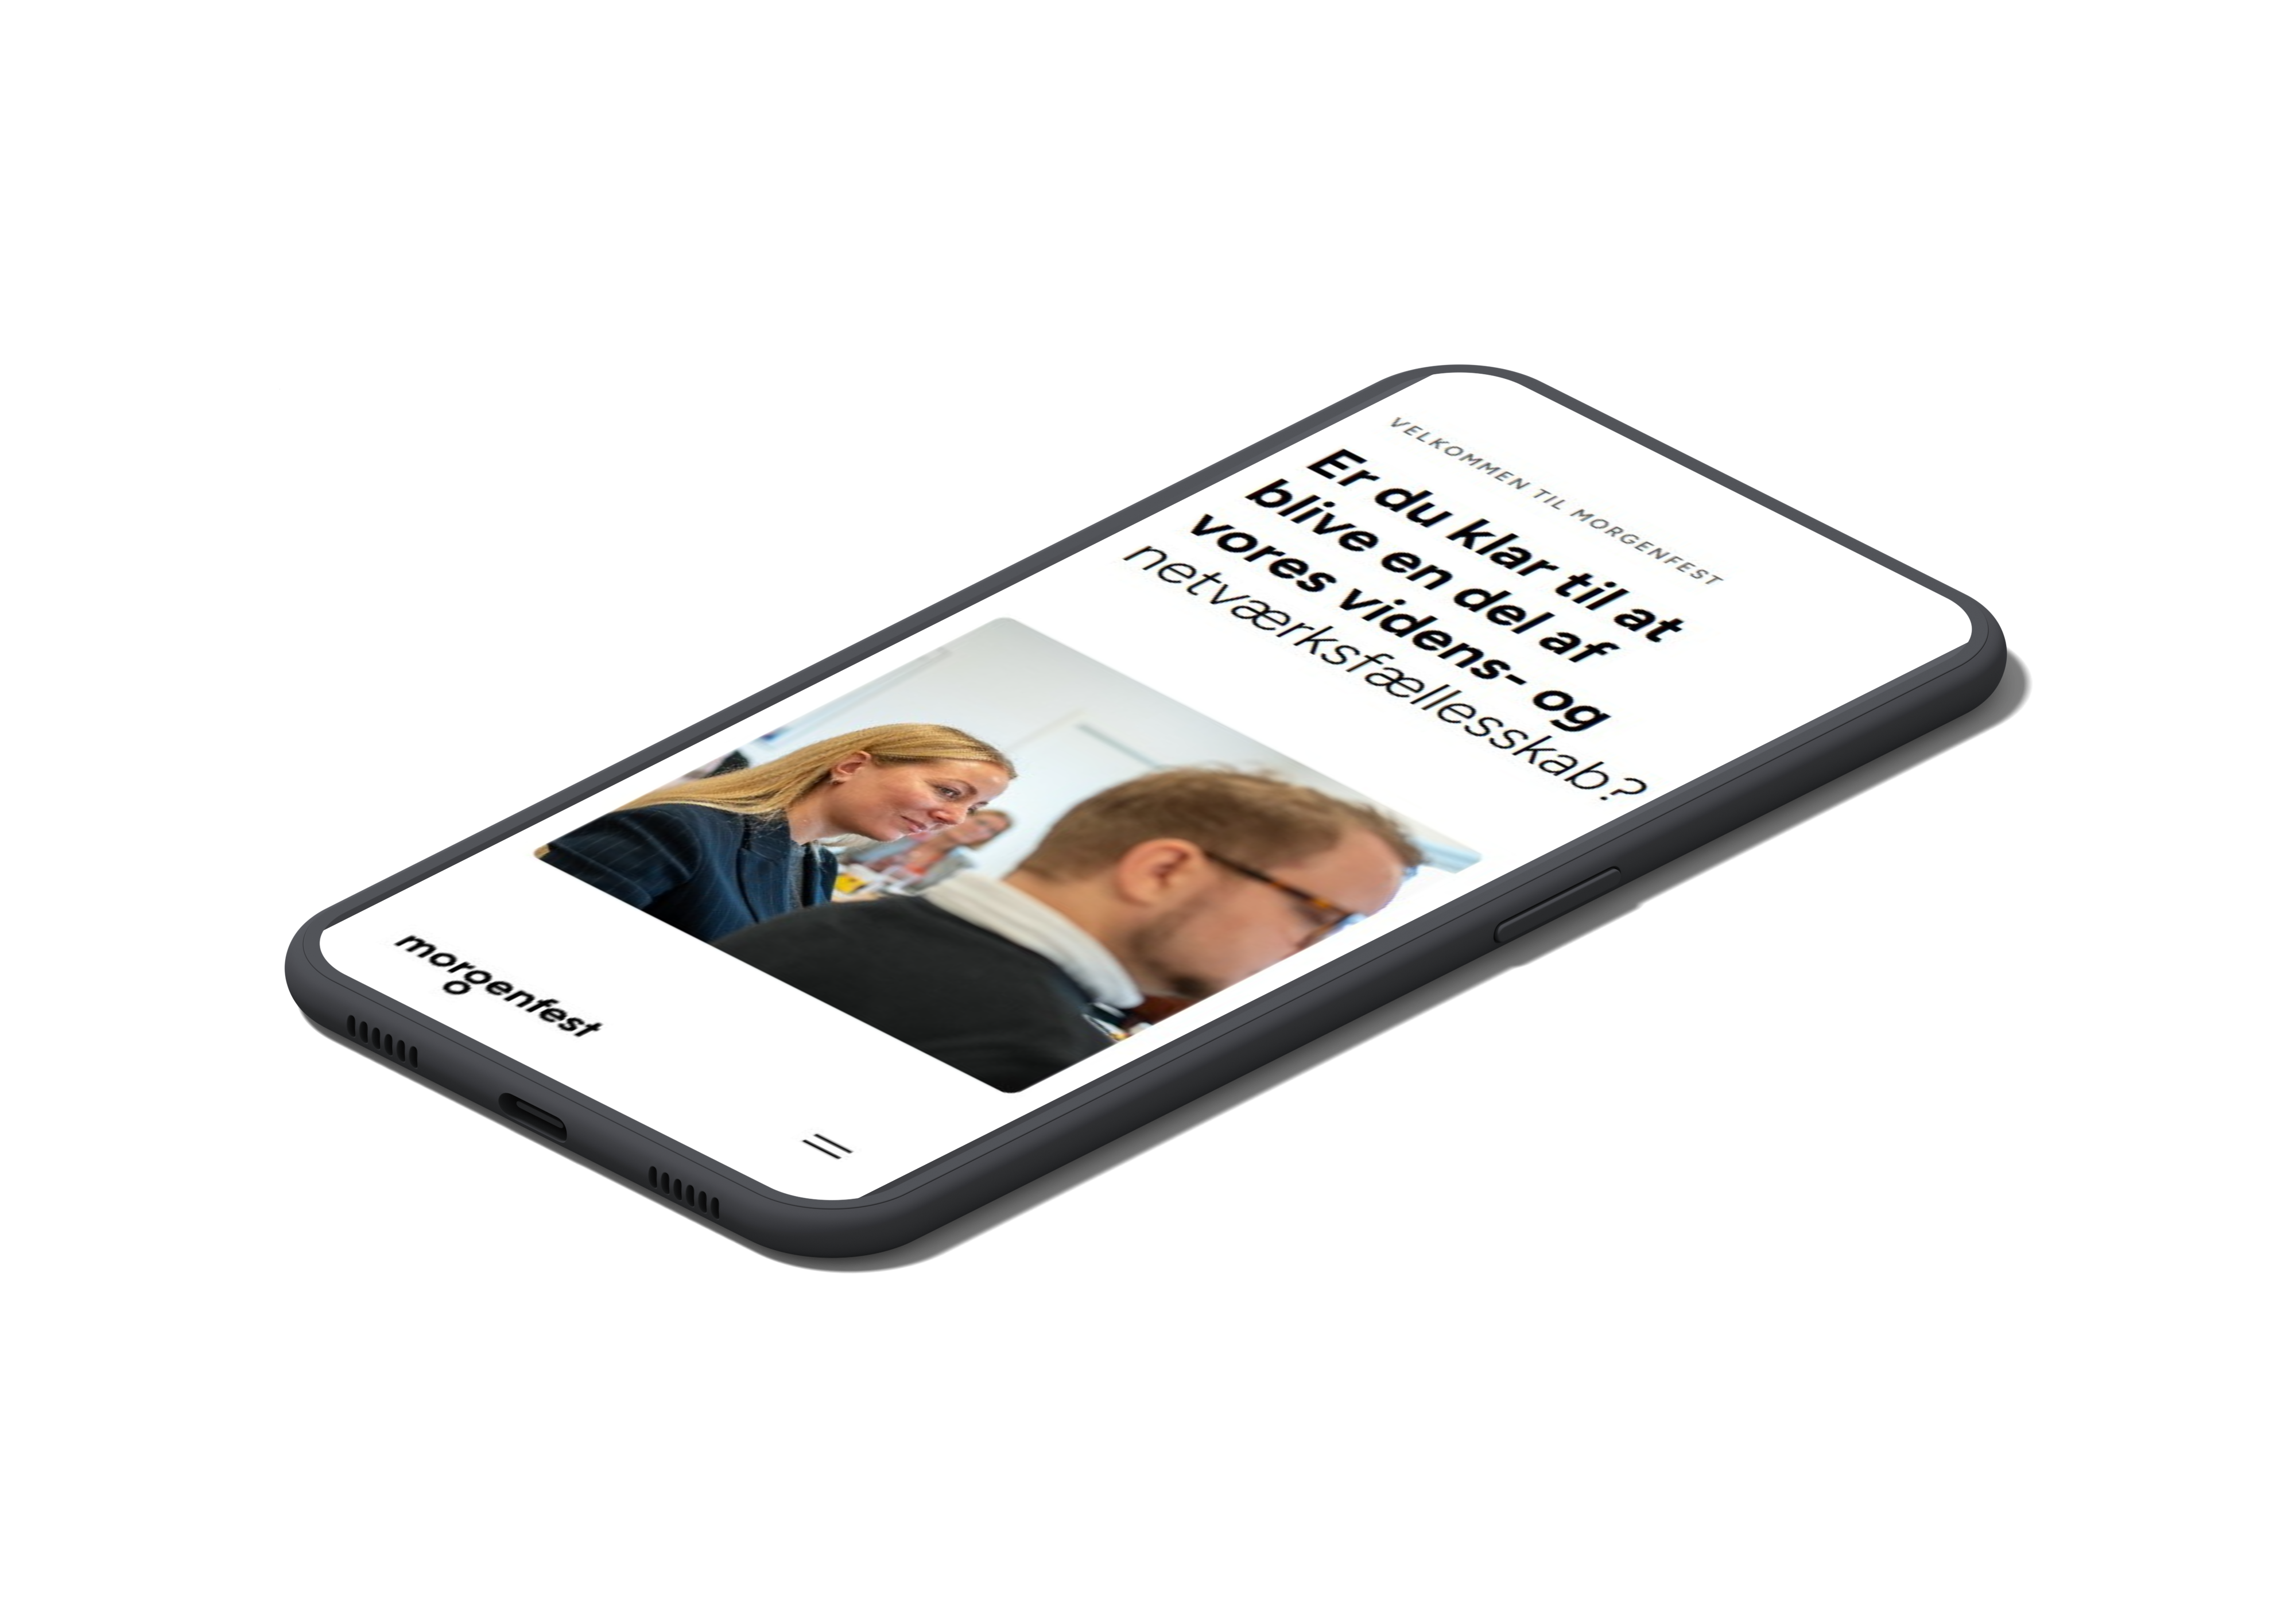 VELKOMMEN TIL MORGENFEST
Er du klar til at
blive en del af
vores videns- og
netværksfællesskab?
morgenfest